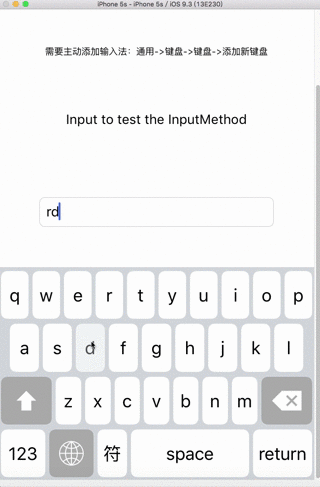 iPhone 5s - iPhone 5s / iOS 9.3 (13E230)
需要主动添加输入法：通用->键盘->键盘->添加新键盘
Input to test the InputMethod
rd
q w e r t y u i o p
a s d f g h j k l
z x c v b n m
123 符 space return